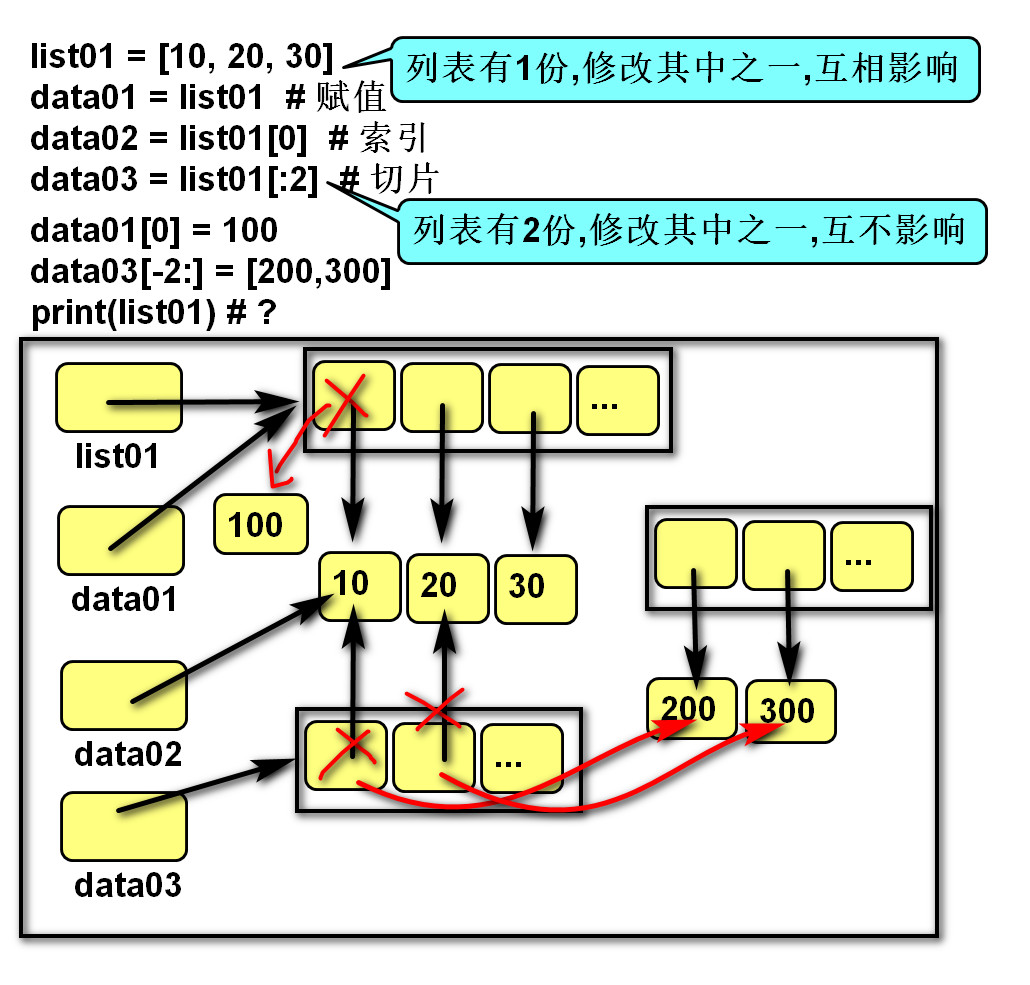 list01 = [10, 20, 30]
列表有1份,修改其中之一,互相影响
data01 = list01  # 赋值
data02 = list01[0]  # 索引
data03 = list01[:2]  # 切片
列表有2份,修改其中之一,互不影响
data01[0] = 100
data03[-2:] = [200,300]
print(list01) # ?
...
list01
100
...
data01
10
20
30
200
300
data02
...
data03